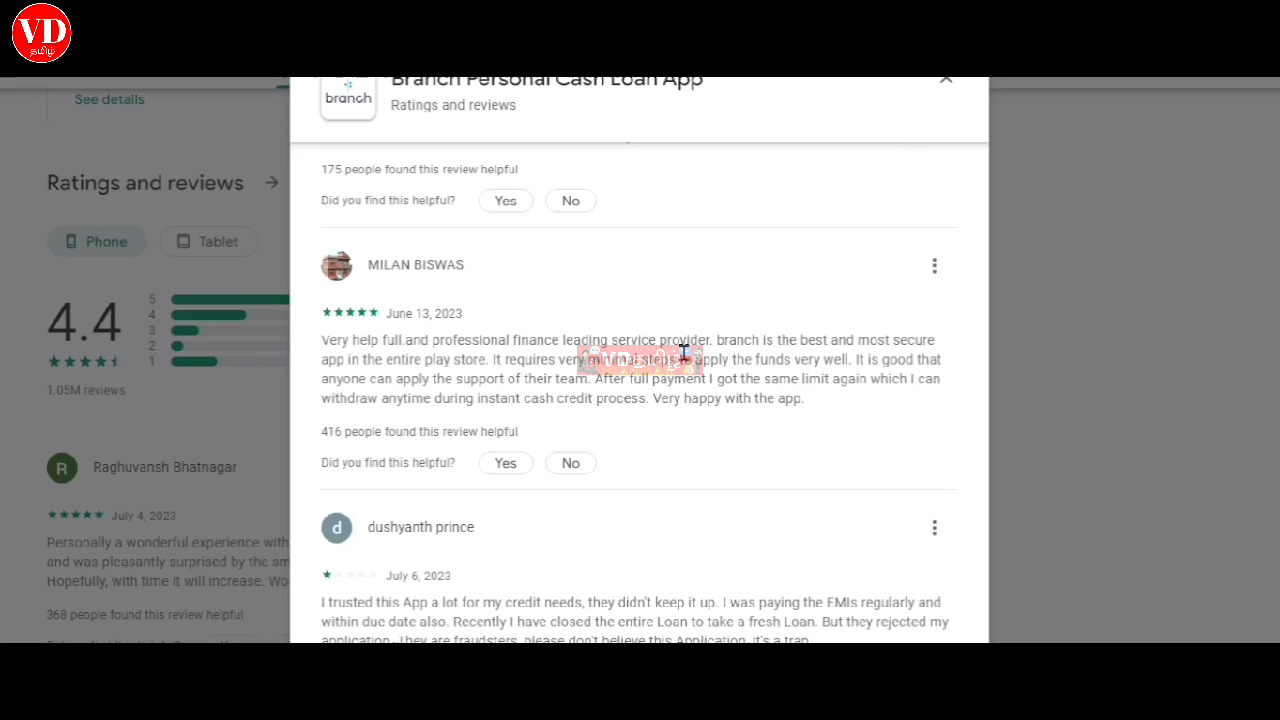 VD
தமிழ்
Branch Personal Cash Loan App
branch
Ratings and reviews
See details
175 people found this review helpful
Did you find this helpful? Yes No
Ratings and reviews
Phone Tablet
MILAN BISWAS
June 13, 2023
Very help full.and professional finance leading service provider. branch is the best and most secure
app in the entire play store. It requires very minimal steps to apply the funds very well. It is good that
anyone can apply the support of their team. After full payment I got the same limit again which I can
withdraw anytime during instant cash credit process. Very happy with the app.
416 people found this review helpful
Did you find this helpful? Yes No
4.4
5
4
3
2
1
1.05M reviews
R
Raghuvansh Bhatnagar
July 4, 2023
Personally a wonderful experience with
and was pleasantly surprised by the sm
Hopefully, with time it will increase. Wo
368 people found this review helpful
d
dushyanth prince
July 6, 2023
I trusted this App a lot for my credit needs, they didn't keep it up. I was paying the EMIs regularly and
within due date also. Recently I have closed the entire Loan to take a fresh Loan. But they rejected my
application. They are fraudsters, please don't believe this Application, it's a trap